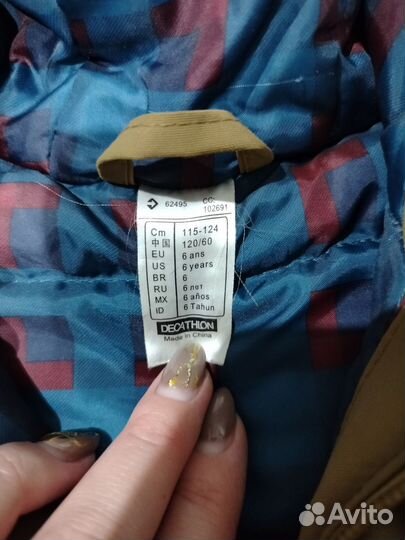 62495 CC: 102691
Cm 115-124
中国 120/60
EU 6 ans
US 6 years
BR 6
RU 6 лет
MX 6 años
ID 6 Tahun
DECATHLON
Made in China
Avito